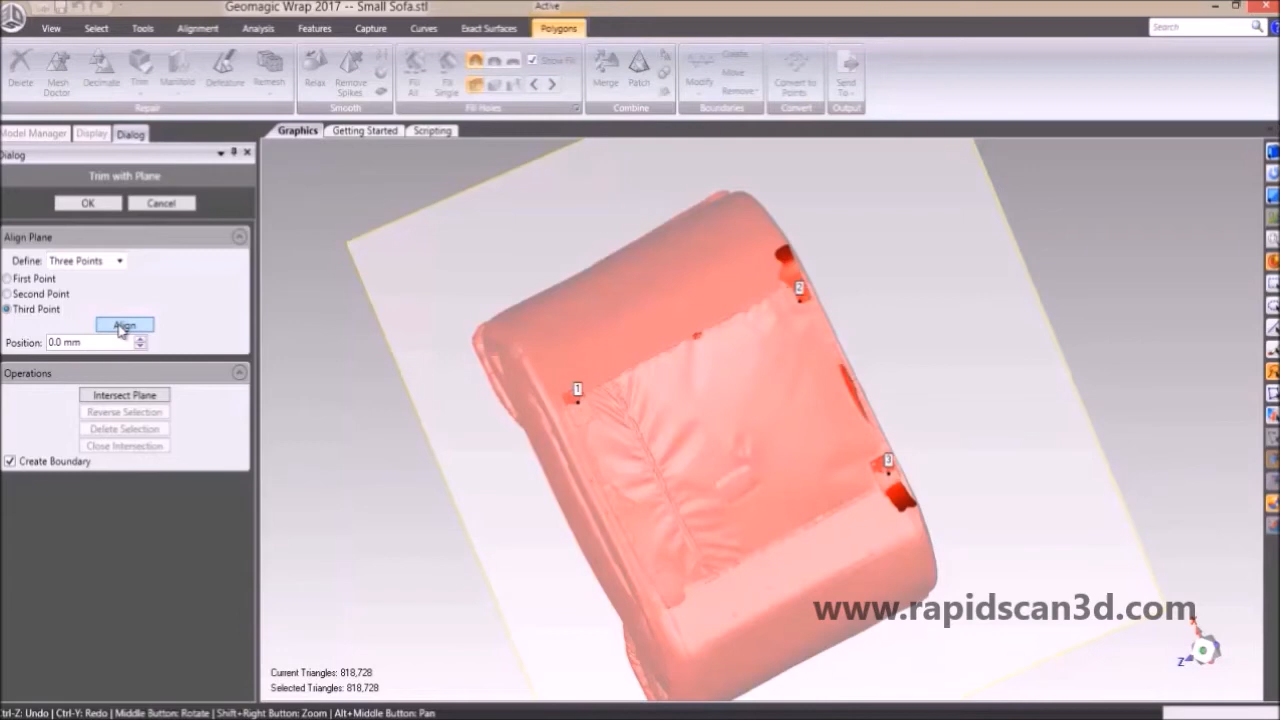 Geomagic Wrap 2017 -- Small Sofa.stl
Active
View Select Tools Alignment Analysis Features Capture Curves Exact Surfaces Polygons
Search
Delete Mesh Doctor Decimate Trim Manifold Defeature Remesh
Repair
Relax Remove Spikes
Smooth
Fill All Fill Single Show Fill
Fill Holes
Merge Patch
Combine
Modify Create Move Remove
Boundaries
Convert to Points
Convert
Send To
Output
Model Manager Display Dialog
Graphics Getting Started Scripting
Dialog
Trim with Plane
OK Cancel
Align Plane
Define: Three Points
First Point
Second Point
Third Point
Align
Position: 0.0 mm
Operations
Intersect Plane
Reverse Selection
Delete Selection
Close Intersection
Create Boundary
2
1
3
www.rapidscan3d.com
Z
Current Triangles: 818,728
Selected Triangles: 818,728
Ctrl-Z: Undo | Ctrl-Y: Redo | Middle Button: Rotate | Shift+Right Button: Zoom | Alt+Middle Button: Pan